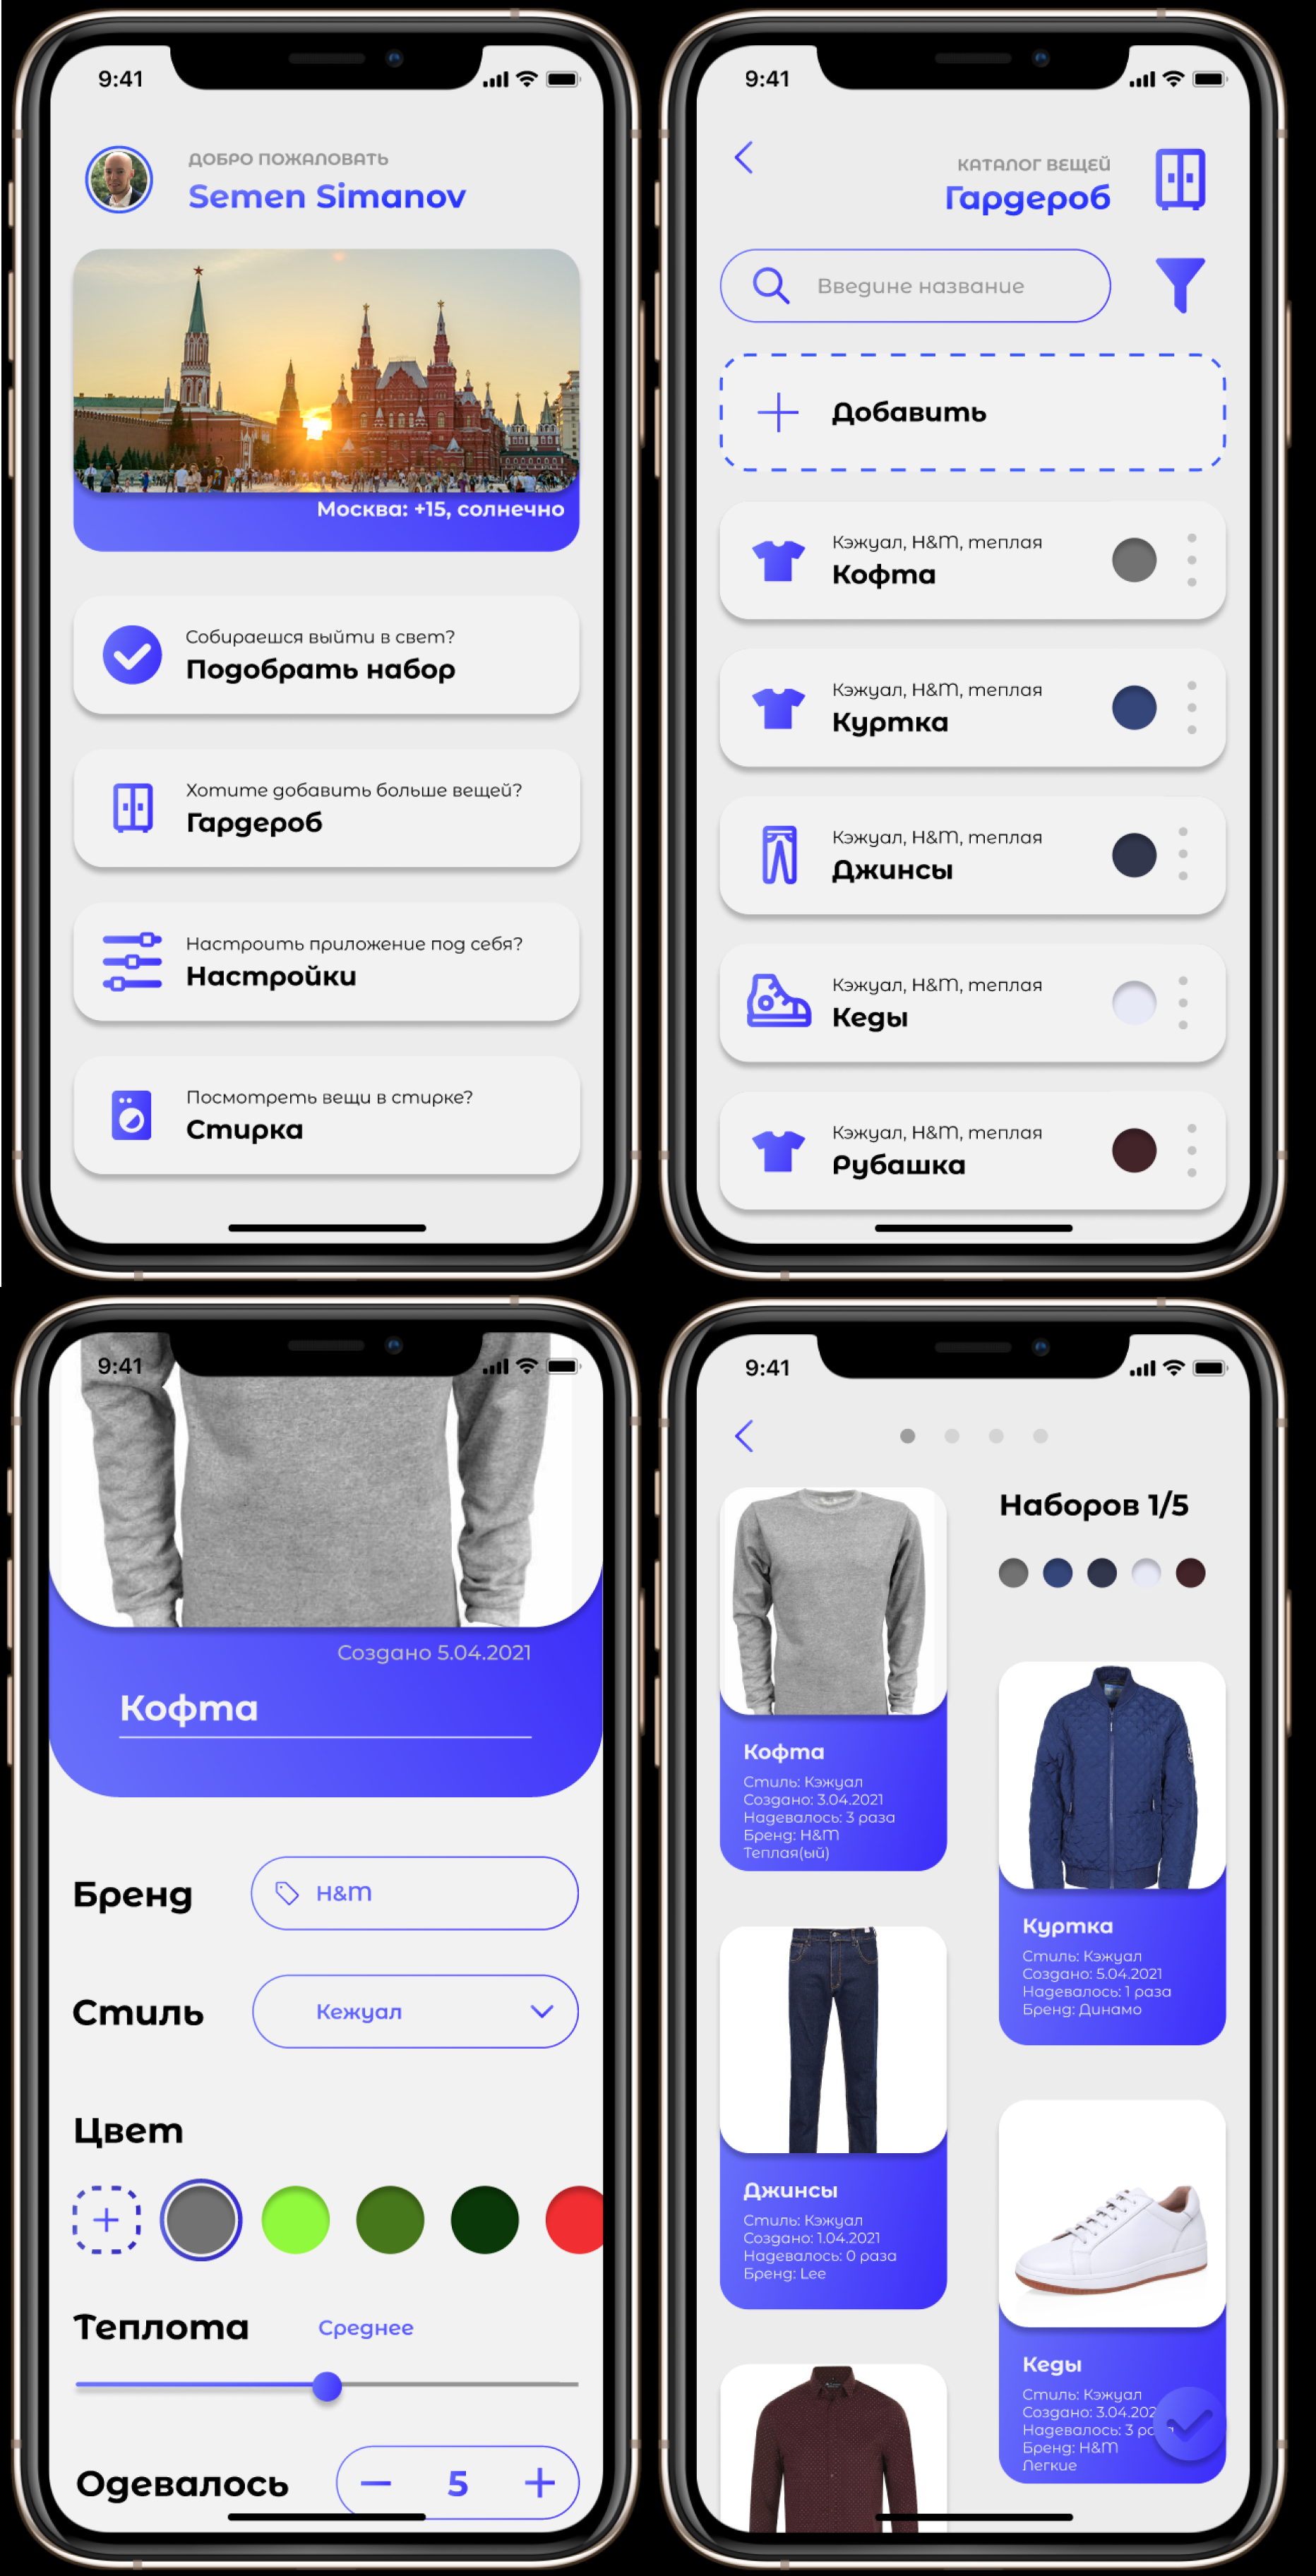 9:41
ДОБРО ПОЖАЛОВАТЬ
Semen Simanov
Москва: +15, солнечно
Собираешся выйти в свет?
Подобрать набор
Хотите добавить больше вещей?
Гардероб
Настроить приложение под себя?
Настройки
Посмотреть вещи в стирке?
Стирка
9:41
КАТАЛОГ ВЕЩЕЙ
Гардероб
Введине название
Добавить
Кэжуал, H&M, теплая
Кофта
Кэжуал, H&M, теплая
Куртка
Кэжуал, H&M, теплая
Джинсы
Кэжуал, H&M, теплая
Кеды
Кэжуал, H&M, теплая
Рубашка
9:41
Создано 5.04.2021
Кофта
Бренд
H&M
Стиль
Кежуал
Цвет
Теплота
Среднее
Одевалось
5
9:41
Наборов 1/5
Кофта
Стиль: Кэжуал
Создано: 3.04.2021
Надевалось: 3 раза
Бренд: H&M
Теплая(ый)
Куртка
Стиль: Кэжуал
Создано: 5.04.2021
Надевалось: 1 раза
Бренд: Динамо
Джинсы
Стиль: Кэжуал
Создано: 1.04.2021
Надевалось: 0 раза
Бренд: Lee
Кеды
Стиль: Кэжуал
Создано: 3.04.202
Надевалось: 3 раза
Бренд: H&M
Легкие